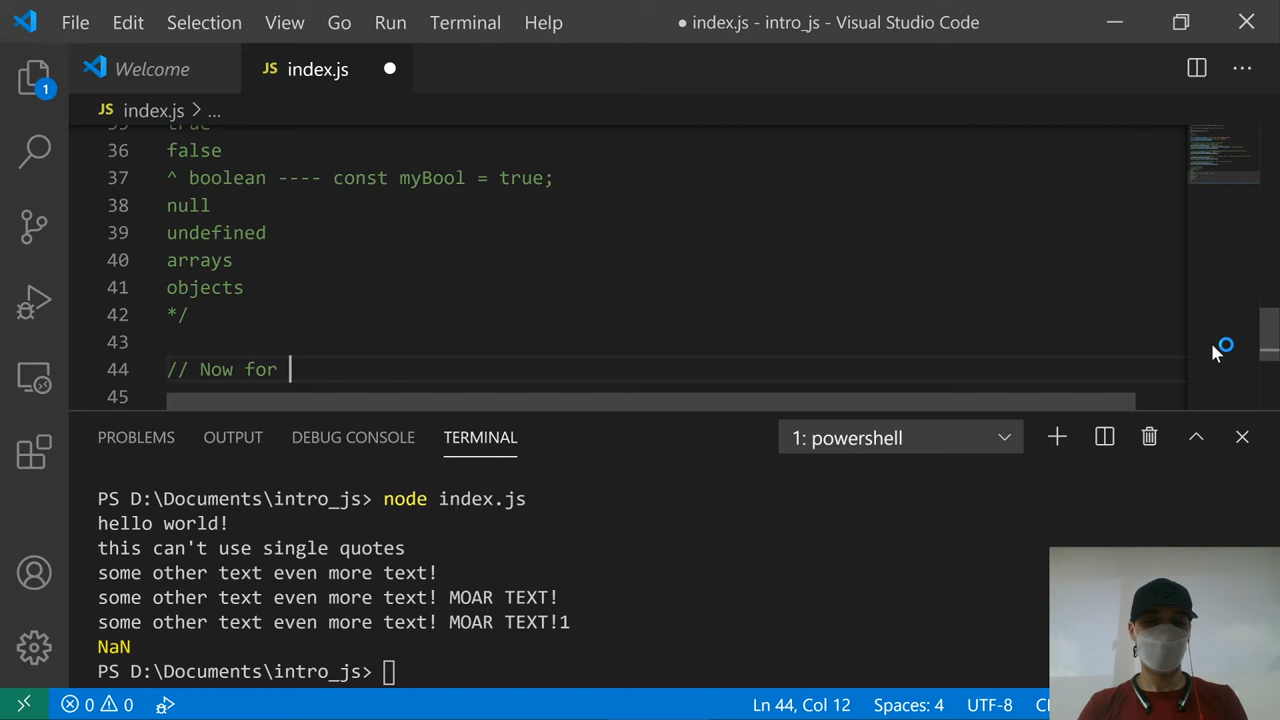 File Edit Selection View Go Run Terminal Help ● index.js - intro_js - Visual Studio Code
Welcome JS index.js
1
JS index.js > ...
35 true
36 false
37 ^ boolean ---- const myBool = true;
38 null
39 undefined
40 arrays
41 objects
42 */
43
44 // Now for
45
PROBLEMS OUTPUT DEBUG CONSOLE TERMINAL 1: powershell
PS D:\Documents\intro_js> node index.js
hello world!
this can't use single quotes
some other text even more text!
some other text even more text! MOAR TEXT!
some other text even more text! MOAR TEXT!1
NaN
PS D:\Documents\intro_js>
0 0 Ln 44, Col 12 Spaces: 4 UTF-8